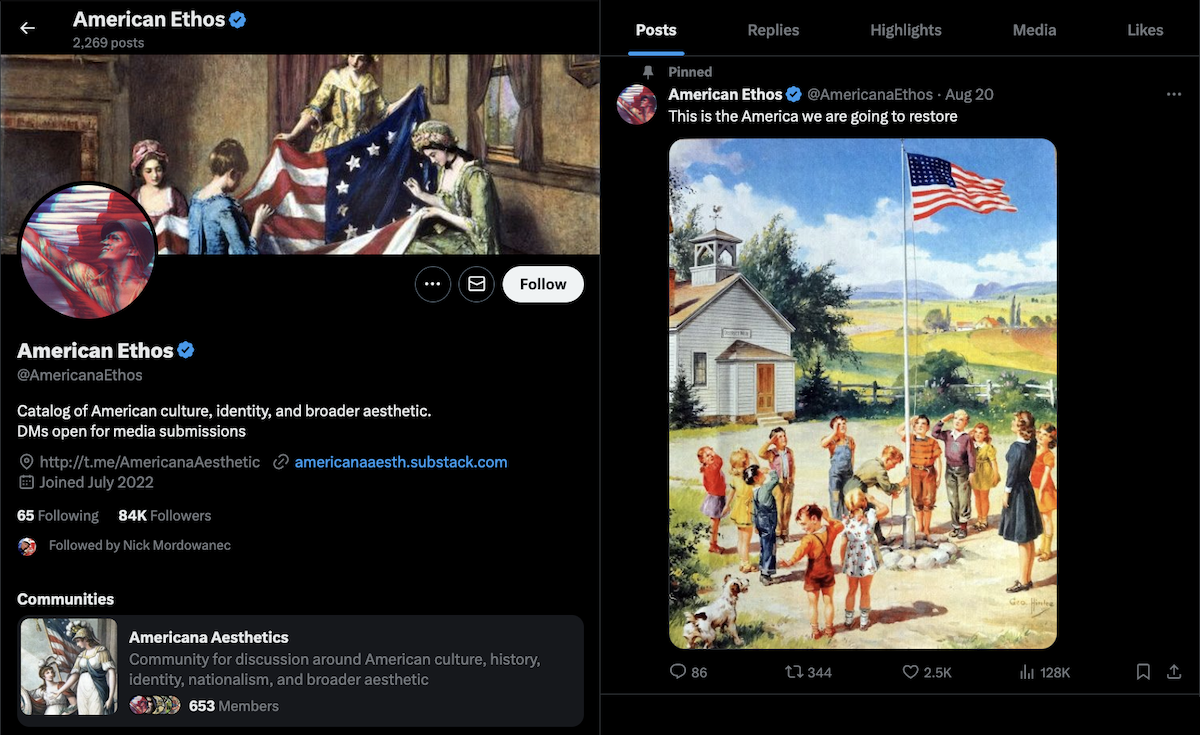 American Ethos
2,269 posts
Follow
American Ethos
@AmericanaEthos
Catalog of American culture, identity, and broader aesthetic.
DMs open for media submissions
http://t.me/AmericanaAesthetic americanaaesth.substack.com
Joined July 2022
65 Following 84K Followers
Followed by Nick Mordowanec
Communities
Americana Aesthetics
Community for discussion around American culture, history,
identity, nationalism, and broader aesthetic
653 Members
Posts Replies Highlights Media Likes
Pinned
American Ethos @AmericanaEthos · Aug 20
This is the America we are going to restore
86 344 2.5K 128K